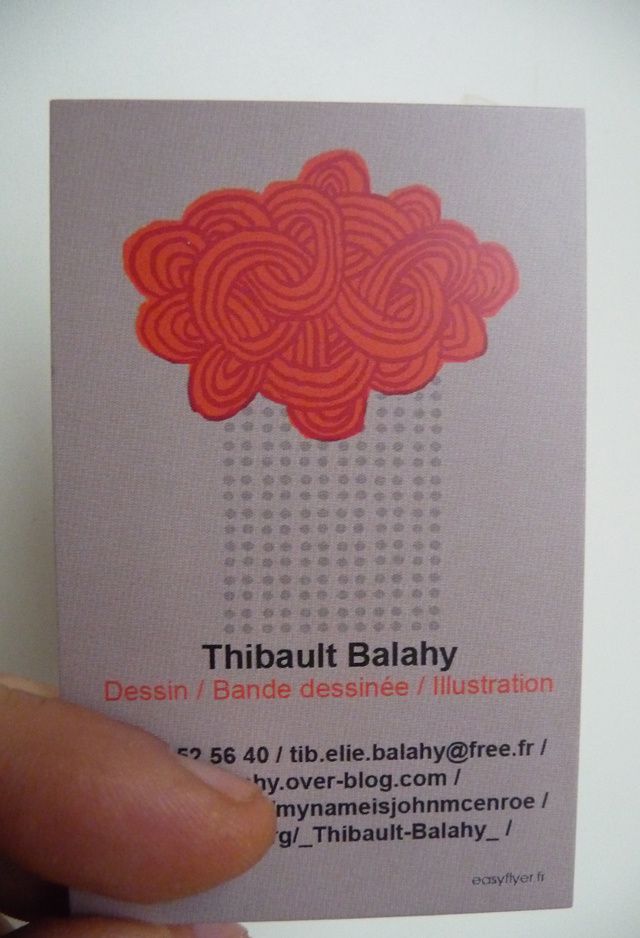 Thibault Balahy
Dessin / Bande dessinée / Illustration
52 56 40 / tib.elie.balahy@free.fr /
hy.over-blog.com /
/mynameisjohnmcenroe /
rg/_Thibault-Balahy_ /
easyflyer.fr